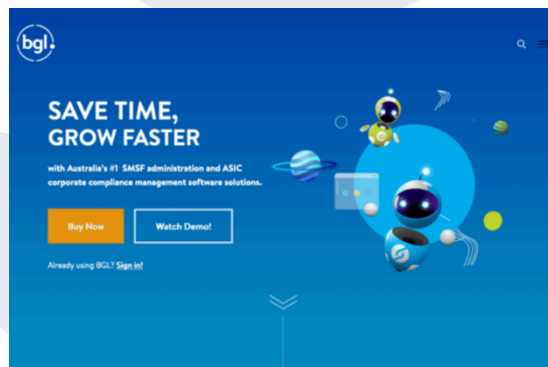 bgl.
SAVE TIME,
GROW FASTER
with Australia's #1 SMSF administration and ASIC
corporate compliance management software solutions.
Buy Now
Watch Demo!
Already using BGL? Sign in!